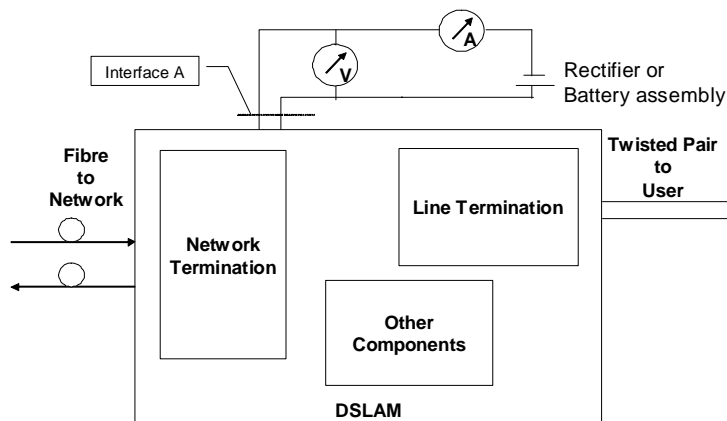 A
V
Interface A
Rectifier or
Battery assembly
Fibre
to
Network
Twisted Pair
to
User
Network
Termination
Line Termination
Other
Components
DSLAM